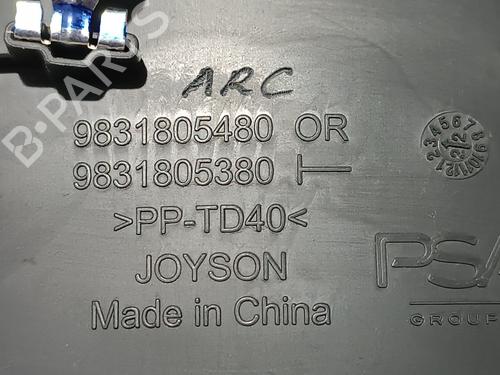 ARC
9831805480 OR
9831805380 T
>PP-TD40<
JOYSON
Made in China
PSA
GROUP
B-PARTS